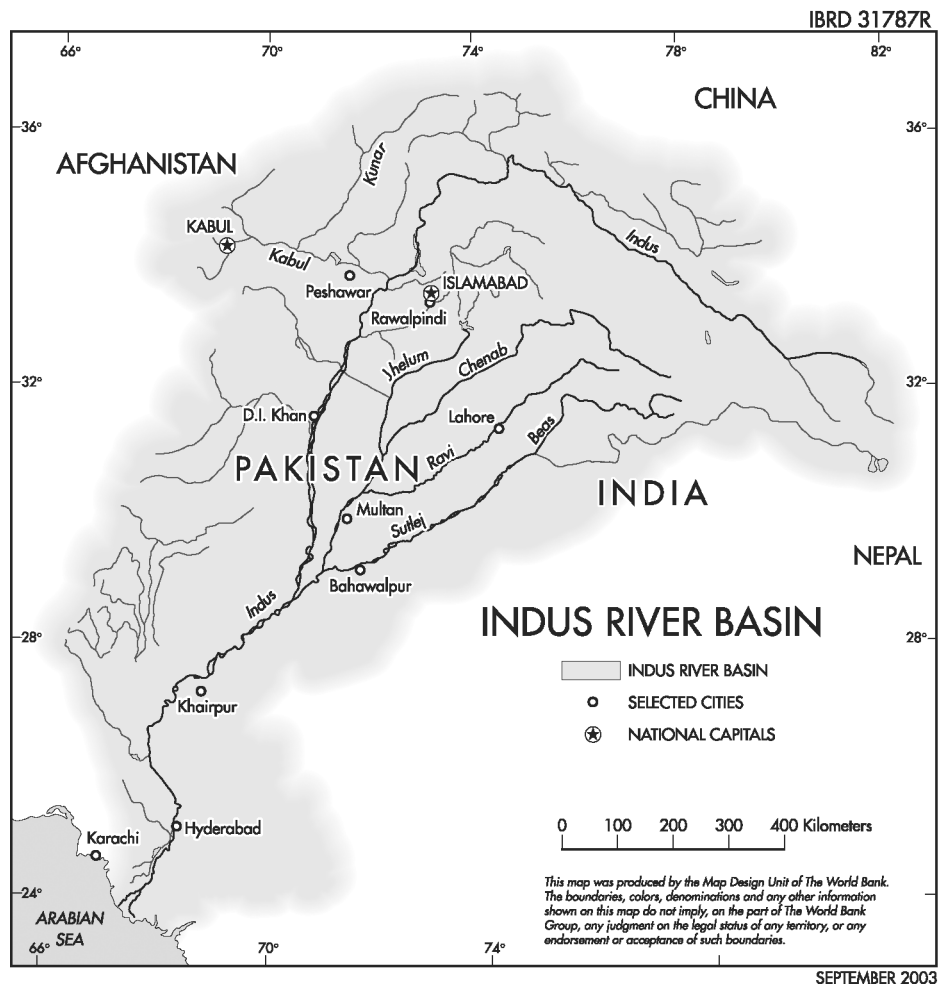 IBRD 31787R
66°
70°
74°
78°
82°
CHINA
36°
36°
AFGHANISTAN
Kunar
KABUL
Kabul
Indus
Peshawar
ISLAMABAD
Rawalpindi
Jhelum
Chenab
32°
32°
D.I. Khan
Lahore
Beas
Ravi
PAKISTAN
INDIA
Multan
Sutlej
NEPAL
Bahawalpur
Indus
INDUS RIVER BASIN
28°
28°
INDUS RIVER BASIN
SELECTED CITIES
Khairpur
NATIONAL CAPITALS
Hyderabad
Karachi
0 100 200 300 400 Kilometers
24°
This map was produced by the Map Design Unit of The World Bank.
The boundaries, colors, denominations and any other information
shown on this map do not imply, on the part of The World Bank
Group, any judgment on the legal status of any territory, or any
endorsement or acceptance of such boundaries.
ARABIAN
SEA
66°
70°
74°
SEPTEMBER 2003